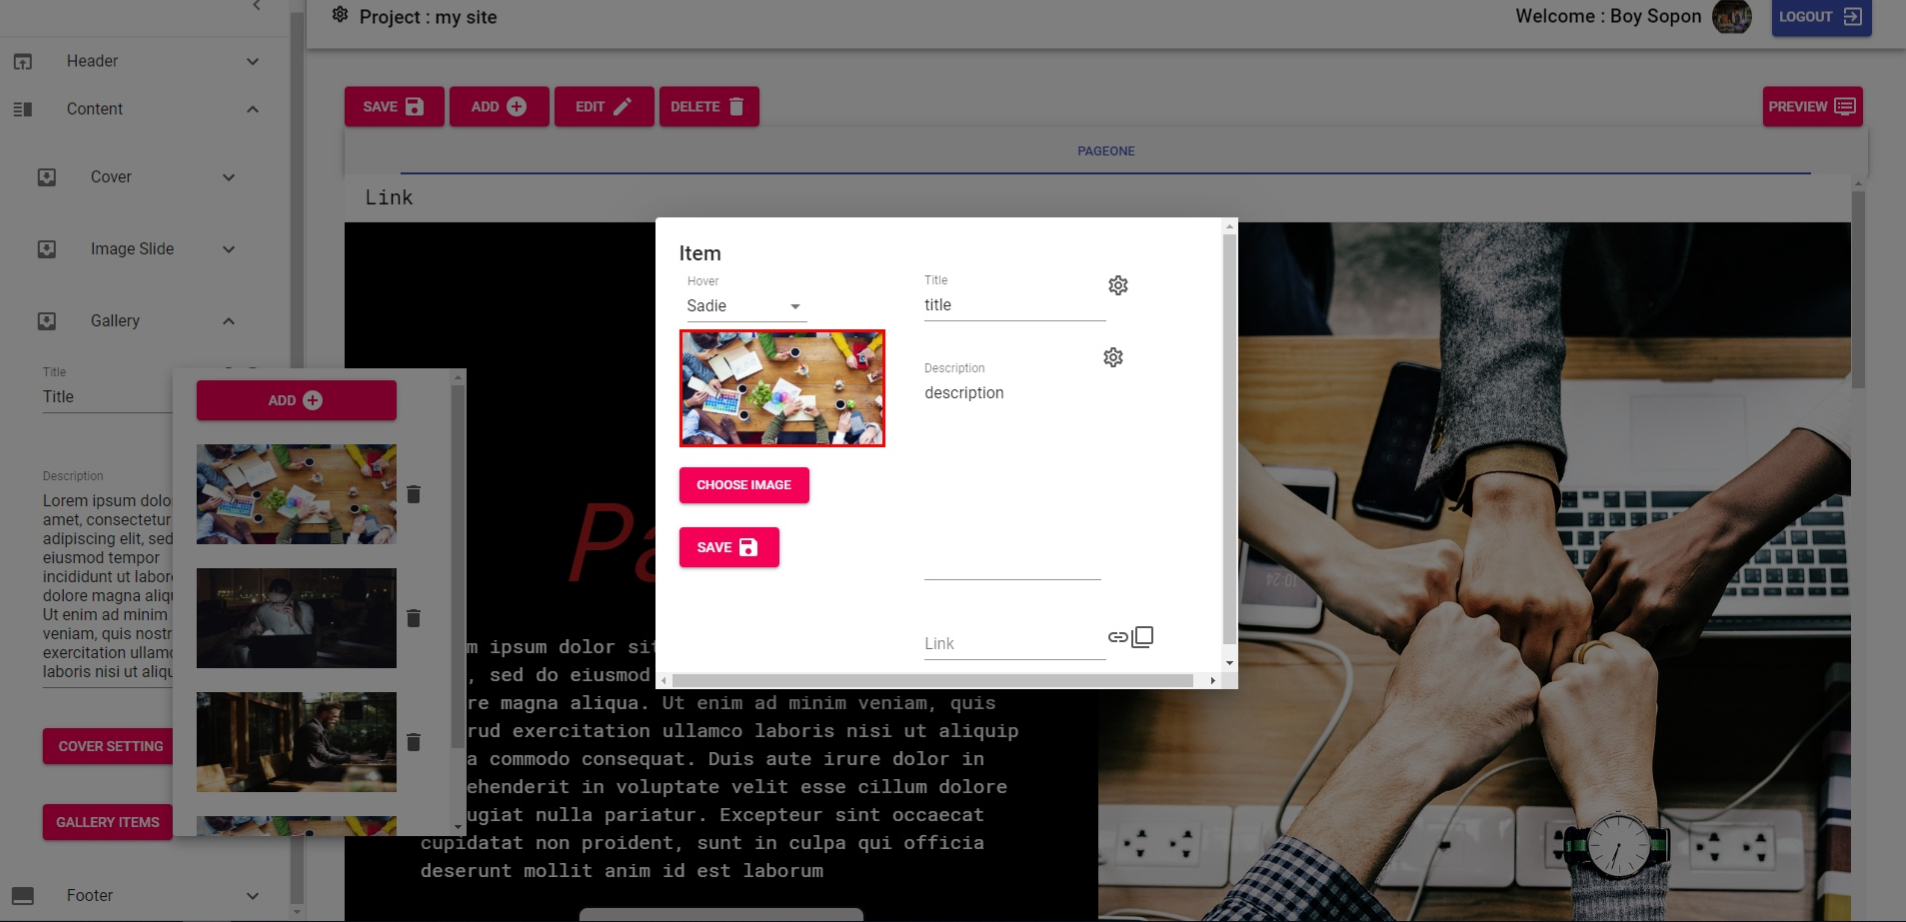 Project : my site
Welcome : Boy Sopon
LOGOUT
Header
Content
Cover
Image Slide
Gallery
Title
Title
Description
Lorem ipsum dolo
amet, consectetur
adipiscing elit, sed
eiusmod tempor
incididunt ut labor
dolore magna aliqu
Ut enim ad minim
veniam, quis nostr
exercitation ullamc
laboris nisi ut aliqu
COVER SETTING
GALLERY ITEMS
Footer
ADD
SAVE
ADD
EDIT
DELETE
PREVIEW
PAGEONE
Link
Item
Hover
Sadie
CHOOSE IMAGE
SAVE
Title
title
Description
description
Link
Pa
m ipsum dolor sit
, sed do eiusmod
re magna aliqua. Ut enim ad minim veniam, quis
rud exercitation ullamco laboris nisi ut aliquip
a commodo consequat. Duis aute irure dolor in
ehenderit in voluptate velit esse cillum dolore
ugiat nulla pariatur. Excepteur sint occaecat
cupidatat non proident, sunt in culpa qui officia
deserunt mollit anim id est laborum